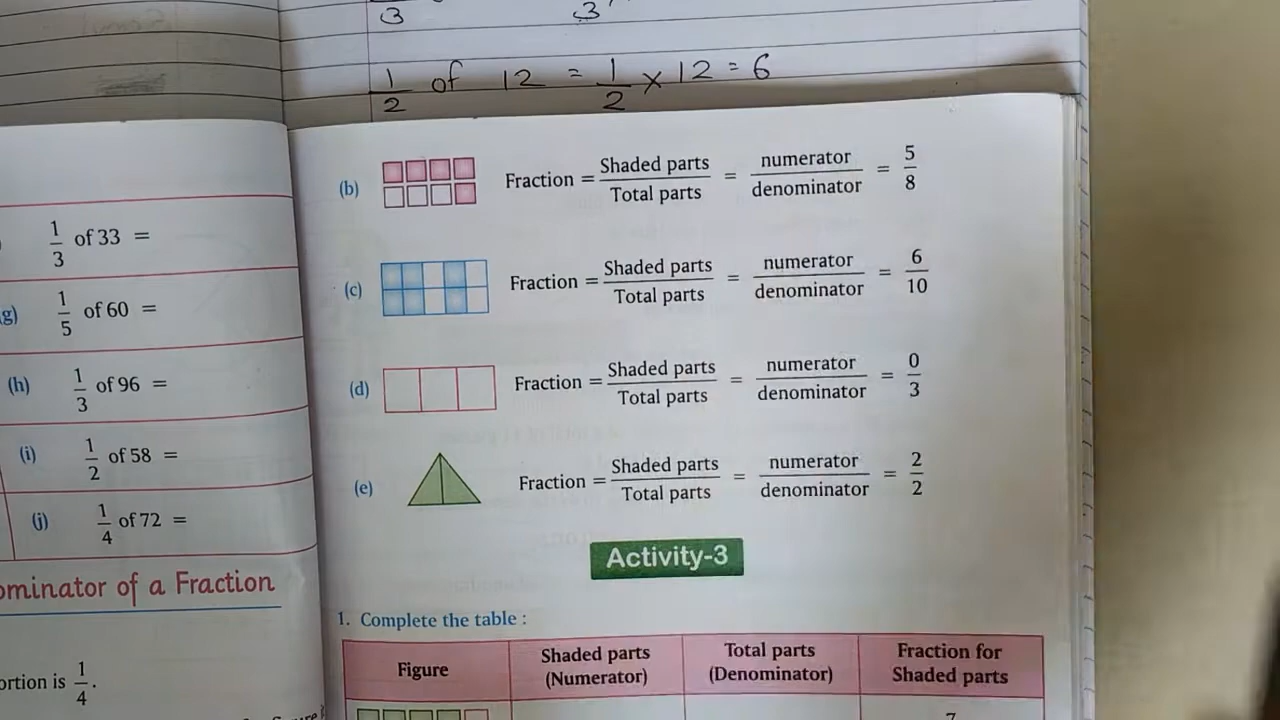 3
3
1/2 of 12 = 1/2 × 12 = 6
1/3 of 33 =
g) 1/5 of 60 =
(h) 1/3 of 96 =
(i) 1/2 of 58 =
(j) 1/4 of 72 =
ominator of a Fraction
ortion is 1/4.
(b) Fraction = Shaded parts/Total parts = numerator/denominator = 5/8
(c) Fraction = Shaded parts/Total parts = numerator/denominator = 6/10
(d) Fraction = Shaded parts/Total parts = numerator/denominator = 0/3
(e) Fraction = Shaded parts/Total parts = numerator/denominator = 2/2
Activity-3
1. Complete the table :
Figure
Shaded parts
(Numerator)
Total parts
(Denominator)
Fraction for
Shaded parts
7